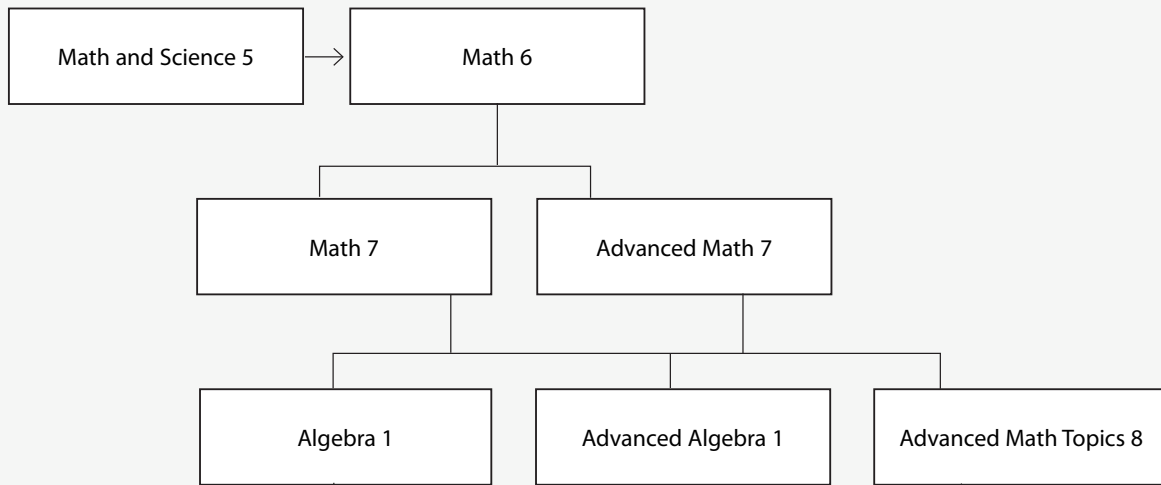 Math and Science 5
Math 6
Math 7
Advanced Math 7
Algebra 1
Advanced Algebra 1
Advanced Math Topics 8